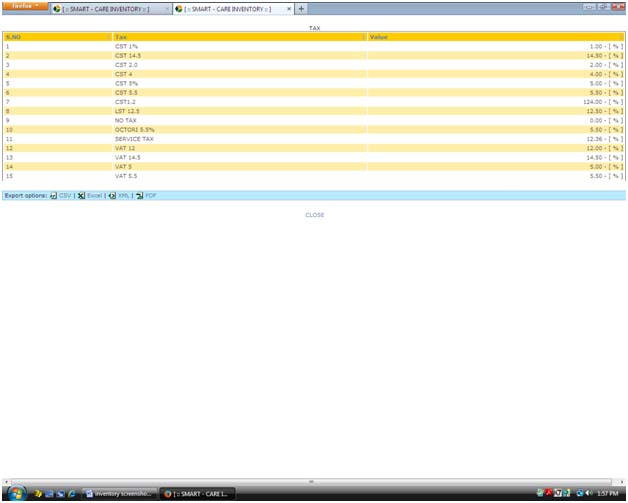 Firefox
[ :: SMART - CARE INVENTORY :: ] × [ :: SMART - CARE INVENTORY :: ] × +
TAX
S.NO Tax Value
1 CST 1% 1.00 - [ % ]
2 CST 14.5 14.50 - [ % ]
3 CST 2.0 2.00 - [ % ]
4 CST 4 4.00 - [ % ]
5 CST 5% 5.00 - [ % ]
6 CST 5.5 5.50 - [ % ]
7 CST1.2 124.00 - [ % ]
8 LST 12.5 12.50 - [ % ]
9 NO TAX 0.00 - [ % ]
10 OCTORI 5.5% 5.50 - [ % ]
11 SERVICE TAX 12.36 - [ % ]
12 VAT 12 12.00 - [ % ]
13 VAT 14.5 14.50 - [ % ]
14 VAT 5 5.00 - [ % ]
15 VAT 5.5 5.50 - [ % ]
Export options: CSV | Excel | XML | PDF
CLOSE
inventory screensho... [ :: SMART - CARE I... 1:57 PM